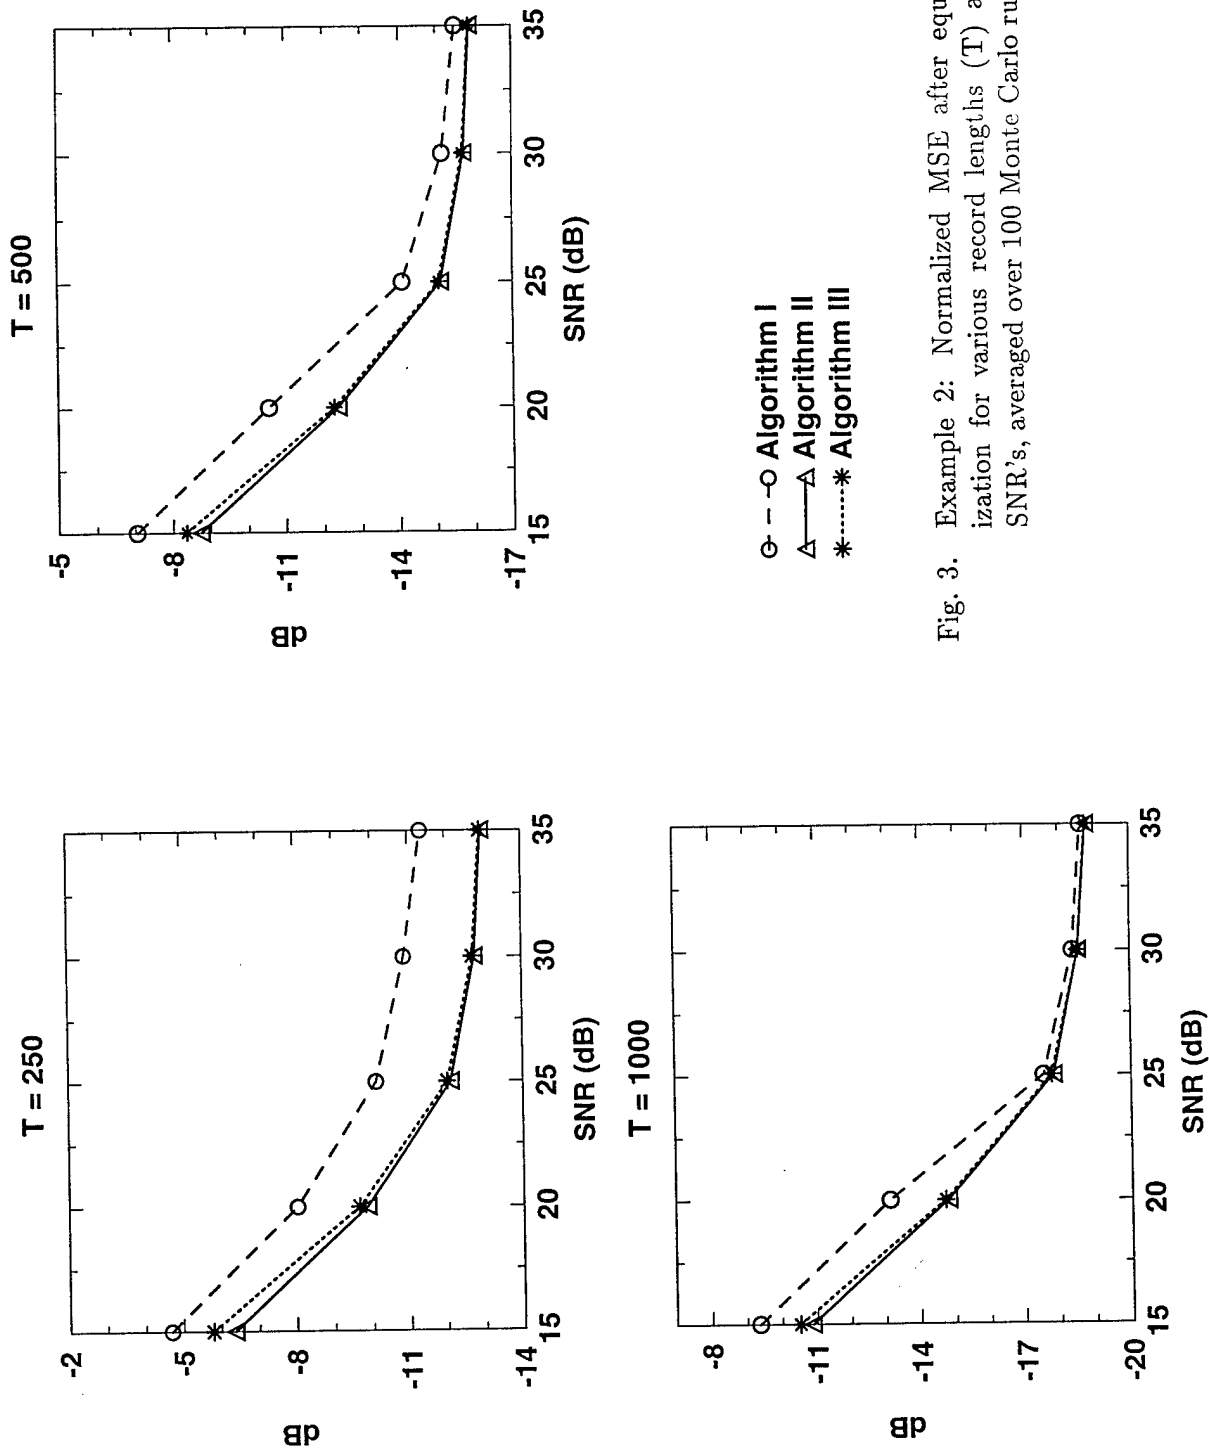 T = 250
-2
-5
-8
-11
-14
dB
15
20
25
30
35
SNR (dB)
T = 500
-5
-8
-11
-14
-17
dB
15
20
25
30
35
SNR (dB)
T = 1000
-8
-11
-14
-17
-20
dB
15
20
25
30
35
SNR (dB)
Algorithm I
Algorithm II
Algorithm III
Fig. 3. Example 2: Normalized MSE after equ
ization for various record lengths (T) a
SNR's, averaged over 100 Monte Carlo ru